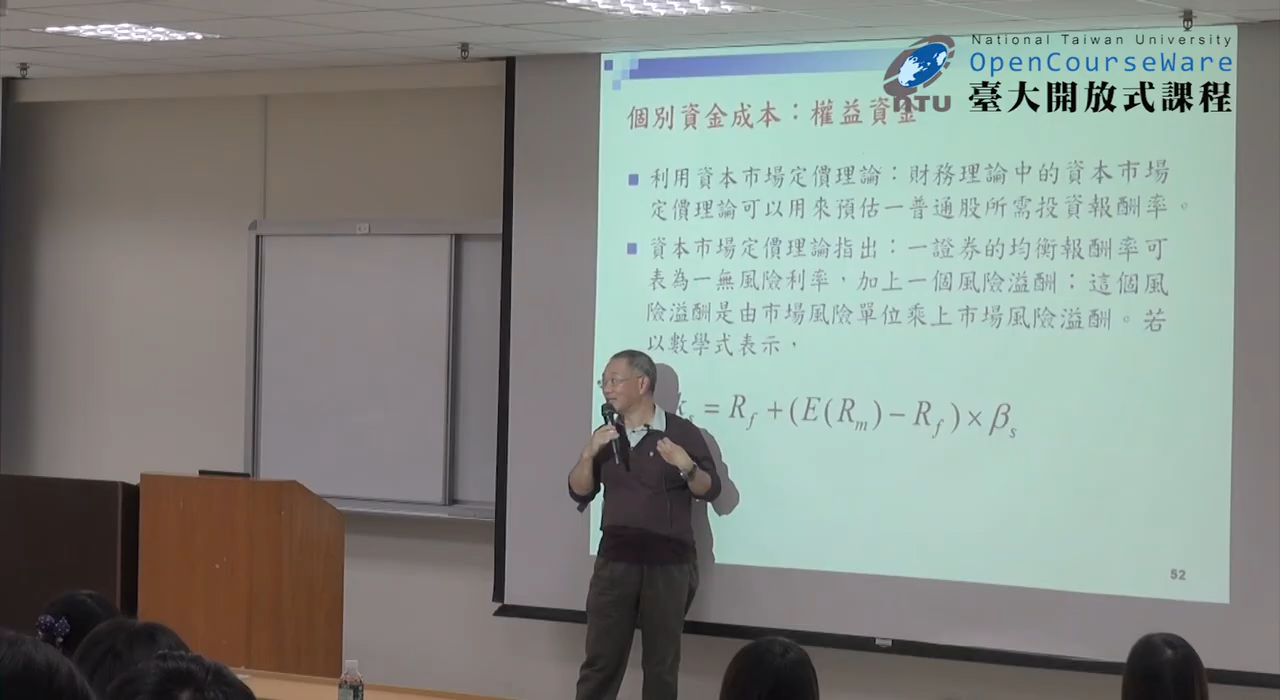 National Taiwan University
OpenCourseWare
臺大開放式課程
NTU
個別資金成本：權益資金
利用資本市場定價理論：財務理論中的資本市場
定價理論可以用來預估一普通股所需投資報酬率。
資本市場定價理論指出：一證券的均衡報酬率可
表為一無風險利率，加上一個風險溢酬；這個風
險溢酬是由市場風險單位乘上市場風險溢酬。若
以數學式表示，
k_s = R_f + (E(R_m) − R_f) × β_s
52